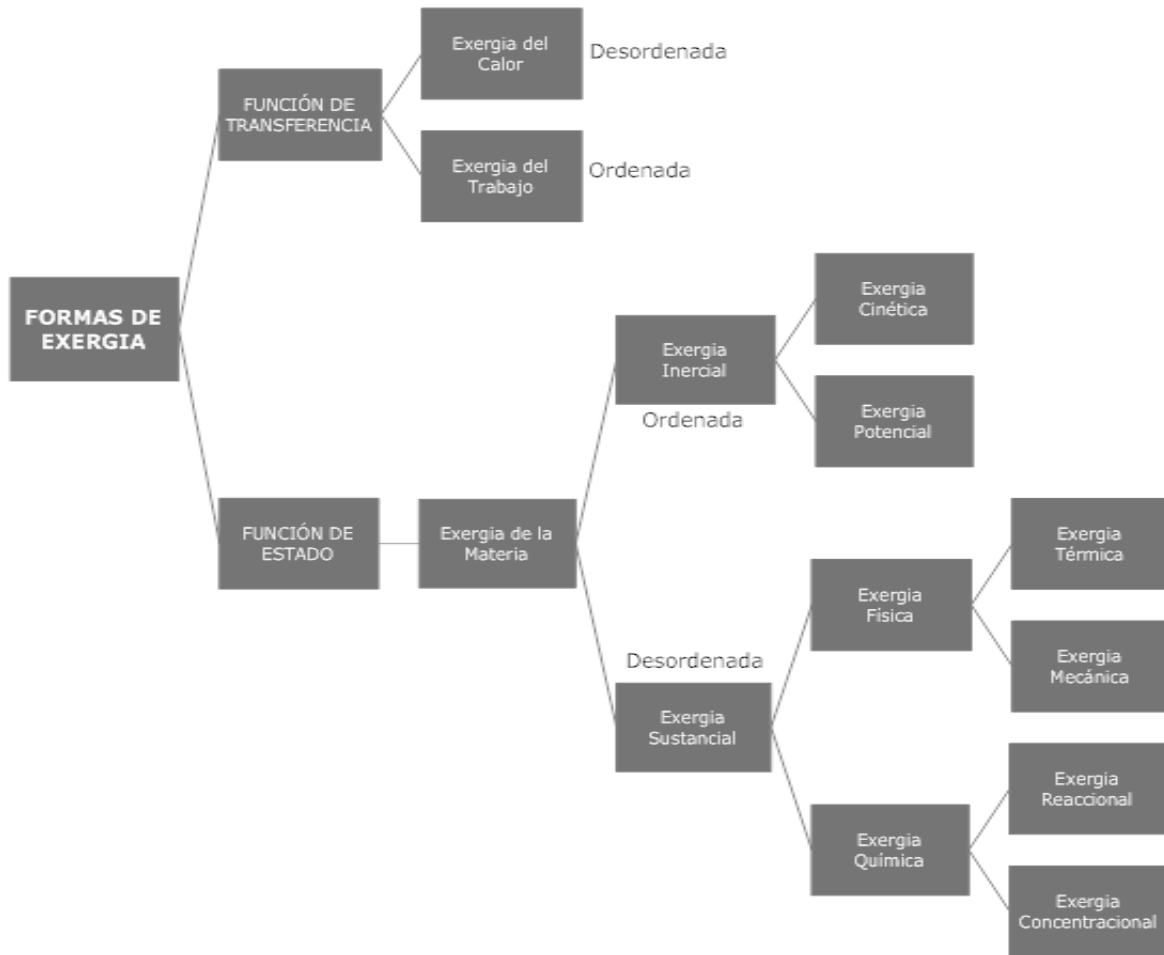 Exergia del
Calor
Desordenada
FUNCIÓN DE
TRANSFERENCIA
Exergia del
Trabajo
Ordenada
FORMAS DE
EXERGIA
Exergia
Cinética
Exergia
Inercial
Ordenada
Exergia
Potencial
FUNCIÓN DE
ESTADO
Exergia de la
Materia
Exergia
Térmica
Exergia
Física
Exergia
Mecánica
Desordenada
Exergia
Sustancial
Exergia
Reaccional
Exergia
Química
Exergia
Concentracional